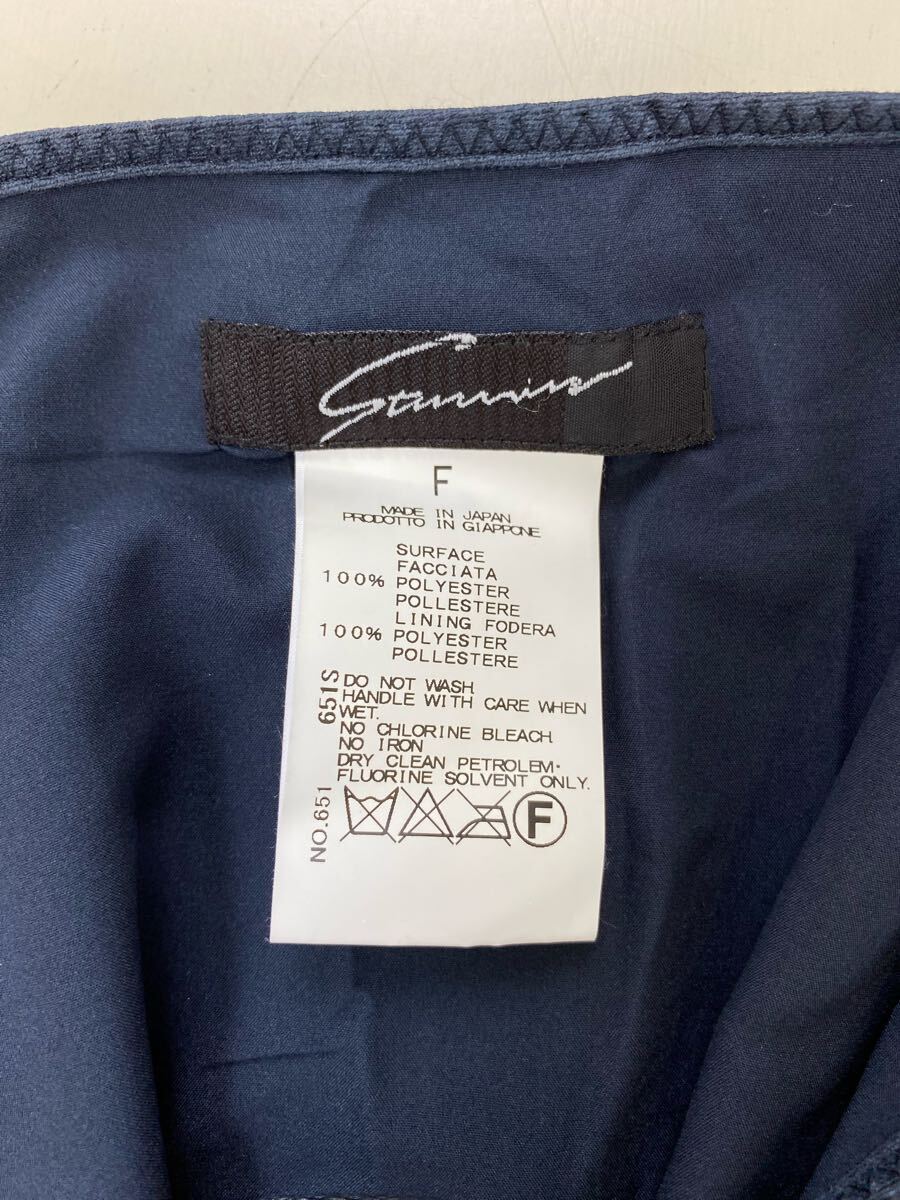 F
MADE IN JAPAN
PRODOTTO IN GIAPPONE
SURFACE
FACCIATA
100% POLYESTER
POLLESTERE
LINING FODERA
100% POLYESTER
POLLESTERE
DO NOT WASH
HANDLE WITH CARE WHEN
WET.
NO CHLORINE BLEACH
NO IRON
DRY CLEAN PETROLEM·
FLUORINE SOLVENT ONLY.
F
NO.651 651S